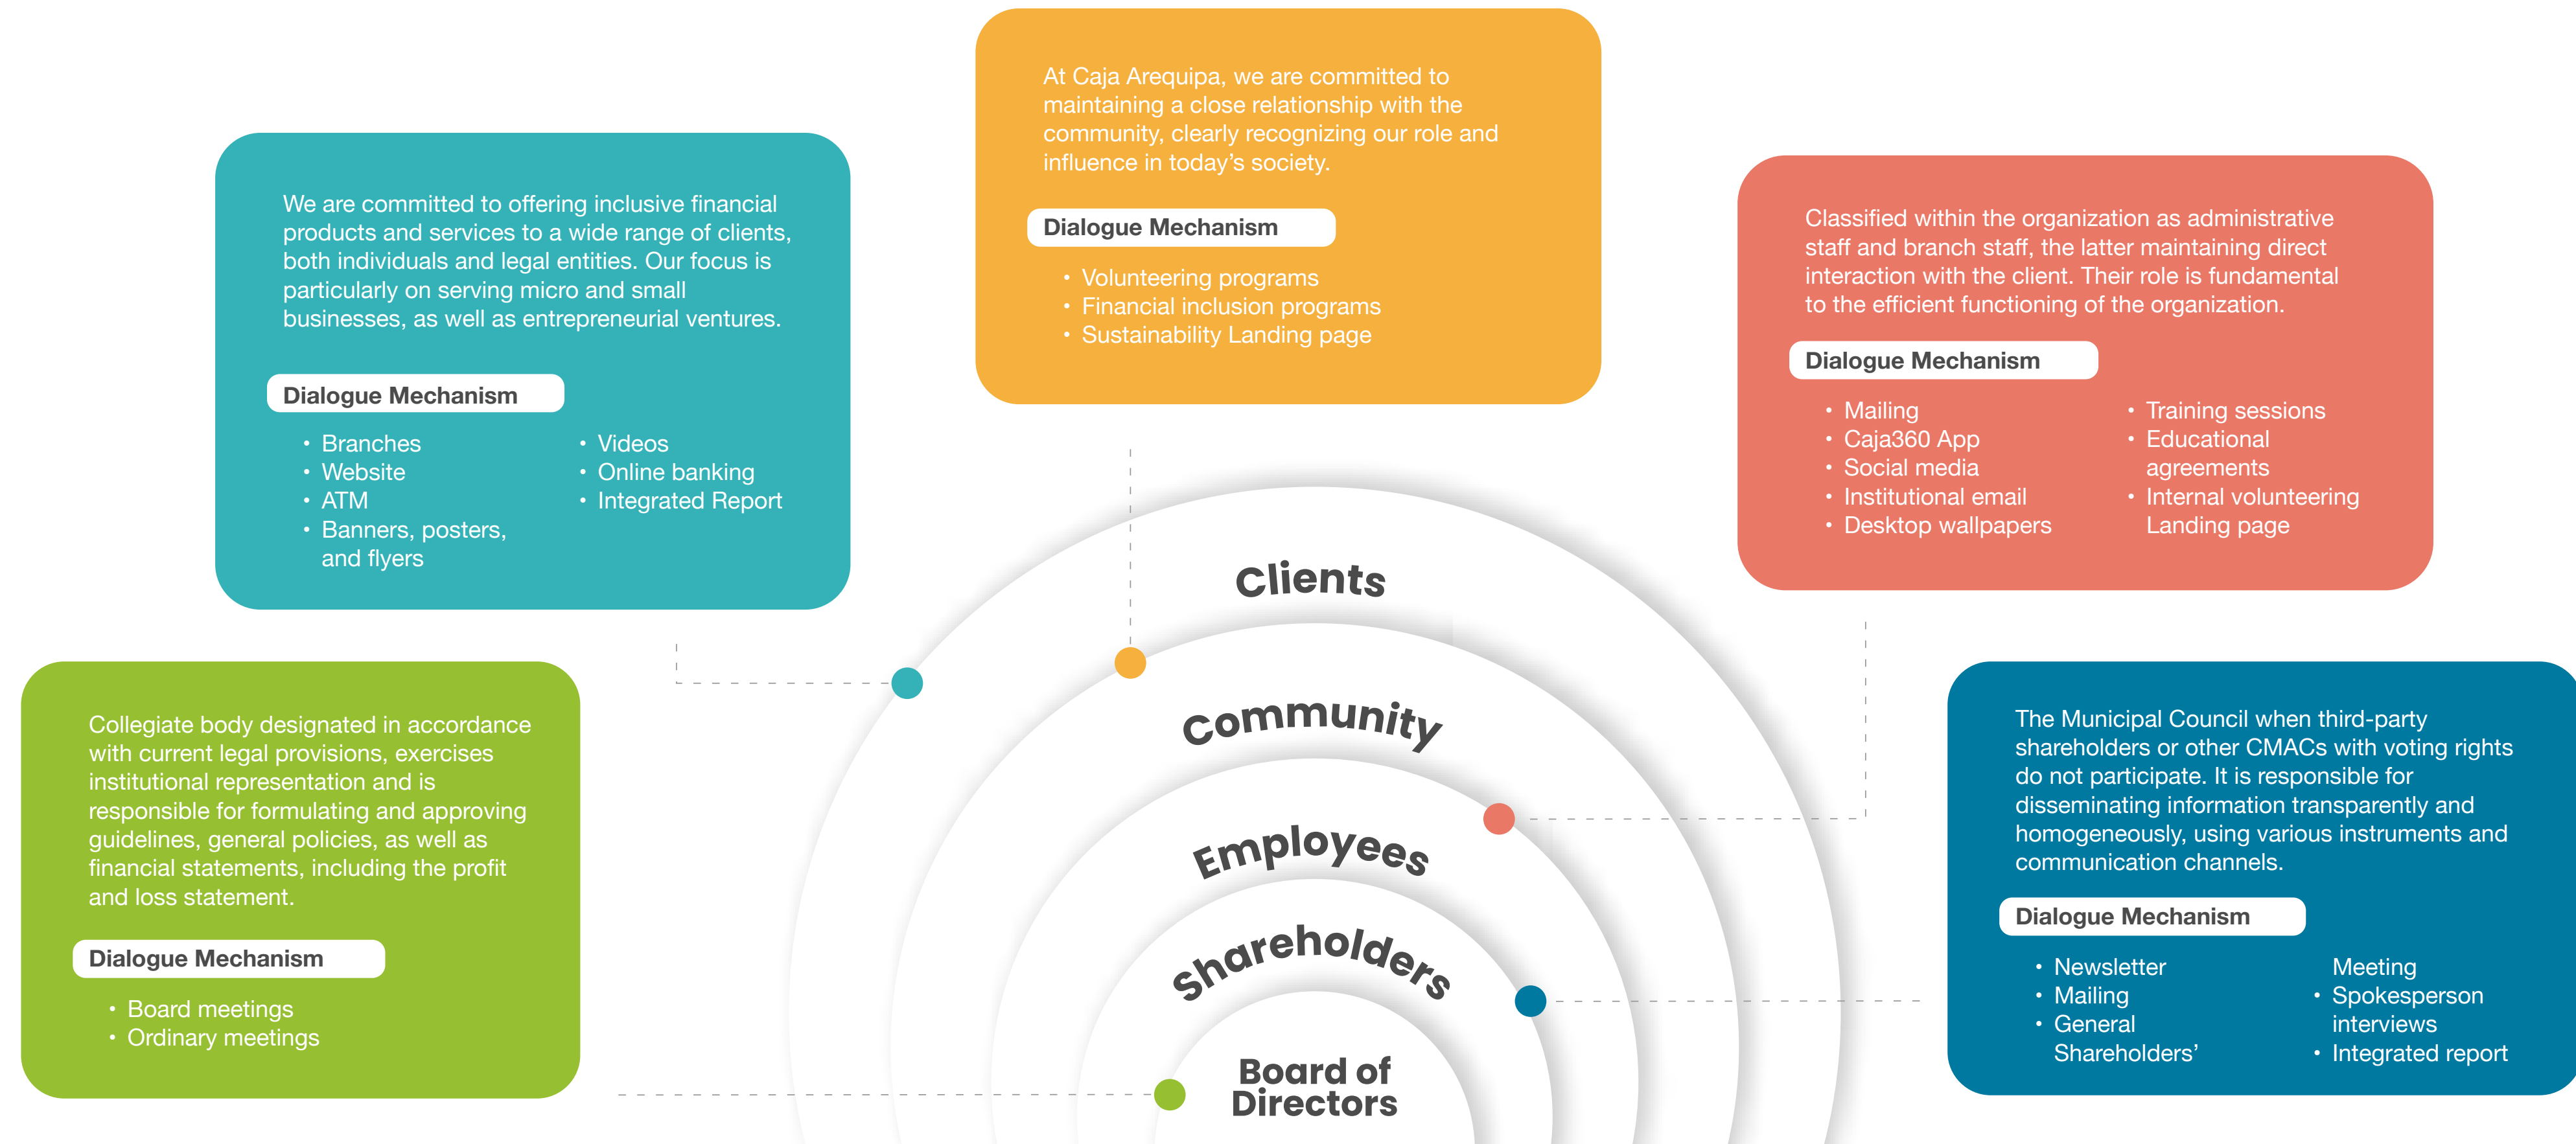 At Caja Arequipa, we are committed to
maintaining a close relationship with the
community, clearly recognizing our role and
influence in today's society.
Dialogue Mechanism
• Volunteering programs
• Financial inclusion programs
• Sustainability Landing page
We are committed to offering inclusive financial
products and services to a wide range of clients,
both individuals and legal entities. Our focus is
particularly on serving micro and small
businesses, as well as entrepreneurial ventures.
Dialogue Mechanism
• Branches
• Website
• ATM
• Banners, posters,
and flyers
• Videos
• Online banking
• Integrated Report
Classified within the organization as administrative
staff and branch staff, the latter maintaining direct
interaction with the client. Their role is fundamental
to the efficient functioning of the organization.
Dialogue Mechanism
• Mailing
• Caja360 App
• Social media
• Institutional email
• Desktop wallpapers
• Training sessions
• Educational
agreements
• Internal volunteering
Landing page
Collegiate body designated in accordance
with current legal provisions, exercises
institutional representation and is
responsible for formulating and approving
guidelines, general policies, as well as
financial statements, including the profit
and loss statement.
Dialogue Mechanism
• Board meetings
• Ordinary meetings
Clients
Community
Employees
Shareholders
Board of
Directors
The Municipal Council when third-party
shareholders or other CMACs with voting rights
do not participate. It is responsible for
disseminating information transparently and
homogeneously, using various instruments and
communication channels.
Dialogue Mechanism
• Newsletter
• Mailing
• General
Shareholders'
Meeting
• Spokesperson
interviews
• Integrated report